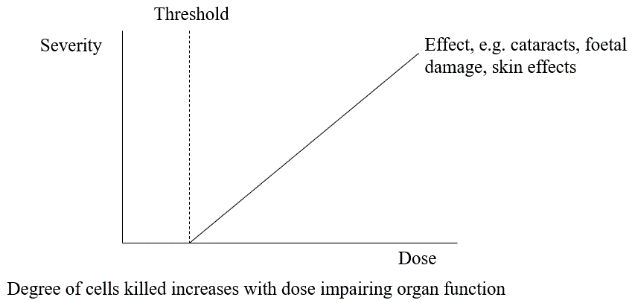 Threshold
Severity
Effect, e.g. cataracts, foetal
damage, skin effects
Dose
Degree of cells killed increases with dose impairing organ function